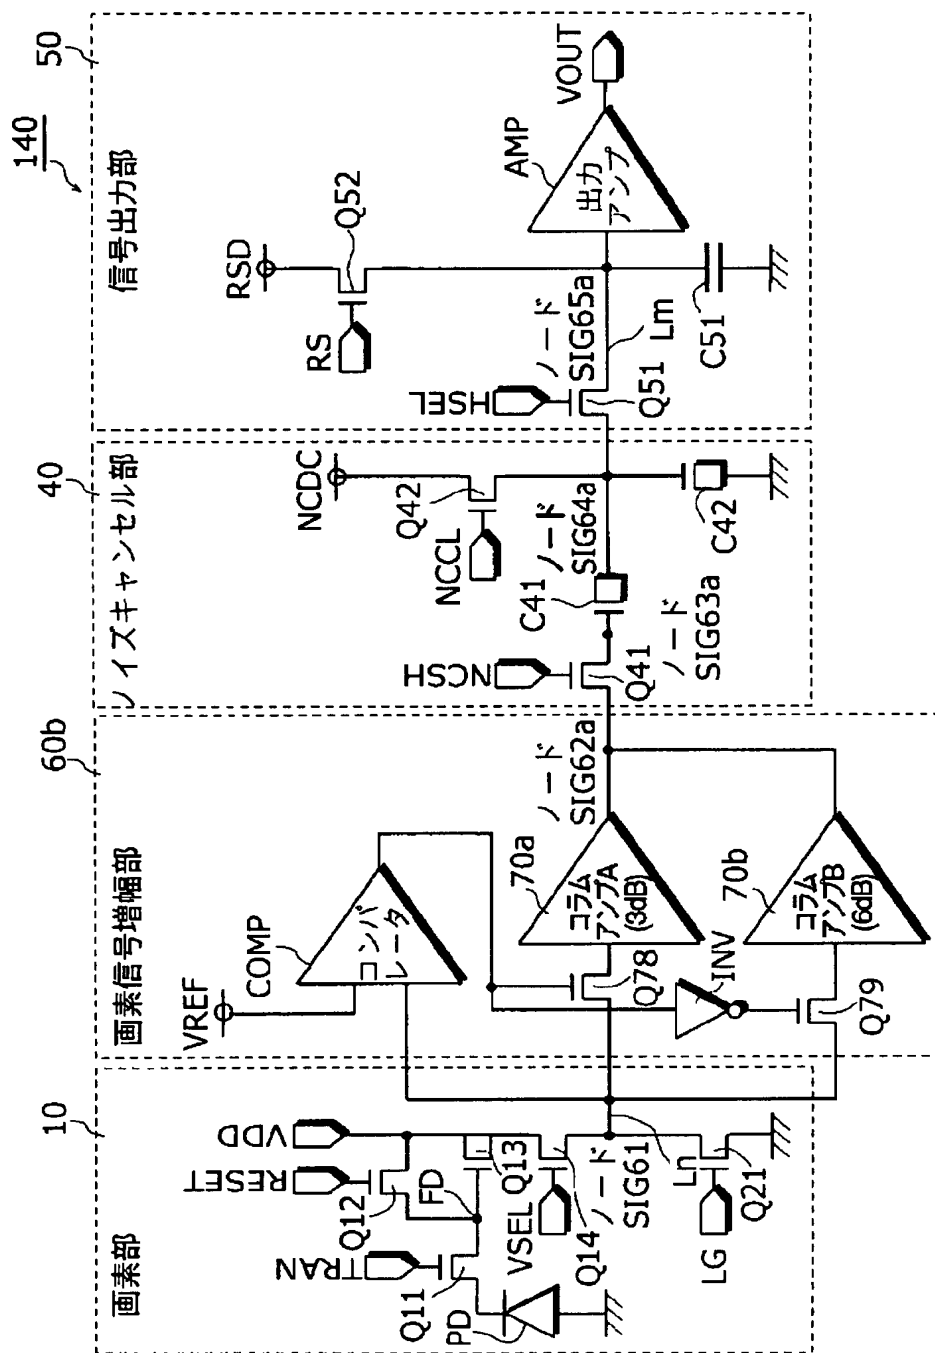 140
10
画素部
VDD
RESET
Q12
TRAN
Q11
FD
Q13
PD
VSEL
Q14
ノード
SIG61
Ln
LG
Q21
60b
画素信号増幅部
VREF
COMP
コンパ
レータ
70a
コラム
アンプA
(3dB)
Q78
INV
70b
コラム
アンプB
(6dB)
Q79
ノード
SIG62a
40
ノイズキャンセル部
NCDC
Q42
NCCL
NCSH
Q41
C41
ノード
SIG63a
ノード
SIG64a
C42
50
信号出力部
RSD
Q52
RS
HSEL
Q51
ノード
SIG65a
Lm
C51
AMP
出力
アンプ
VOUT